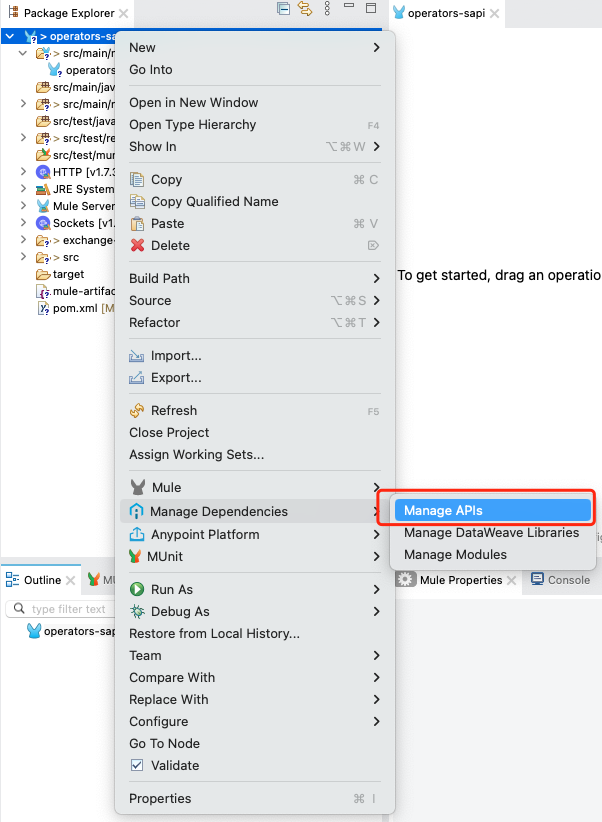 Package Explorer
operators-sapi
> operators-sa
> src/main/m
operators
src/main/jav
> src/main/r
src/test/java
> src/test/re
src/test/mun
HTTP [v1.7.3
JRE System
Mule Server
Sockets [v1.
> exchange-
> src
target
mule-artifac
pom.xml [M
To get started, drag an operatio
New
Go Into
Open in New Window
Open Type Hierarchy F4
Show In ⌥⌘W
Copy ⌘C
Copy Qualified Name
Paste ⌘V
Delete
Build Path
Source ⌥⌘S
Refactor ⌥⌘T
Import...
Export...
Refresh F5
Close Project
Assign Working Sets...
Mule
Manage Dependencies
Anypoint Platform
MUnit
Run As
Debug As
Restore from Local History...
Team
Compare With
Replace With
Configure
Go To Node
Validate
Properties ⌘I
Manage APIs
Manage DataWeave Libraries
Manage Modules
Outline
MU
type filter text
operators-sap
Mule Properties
Console